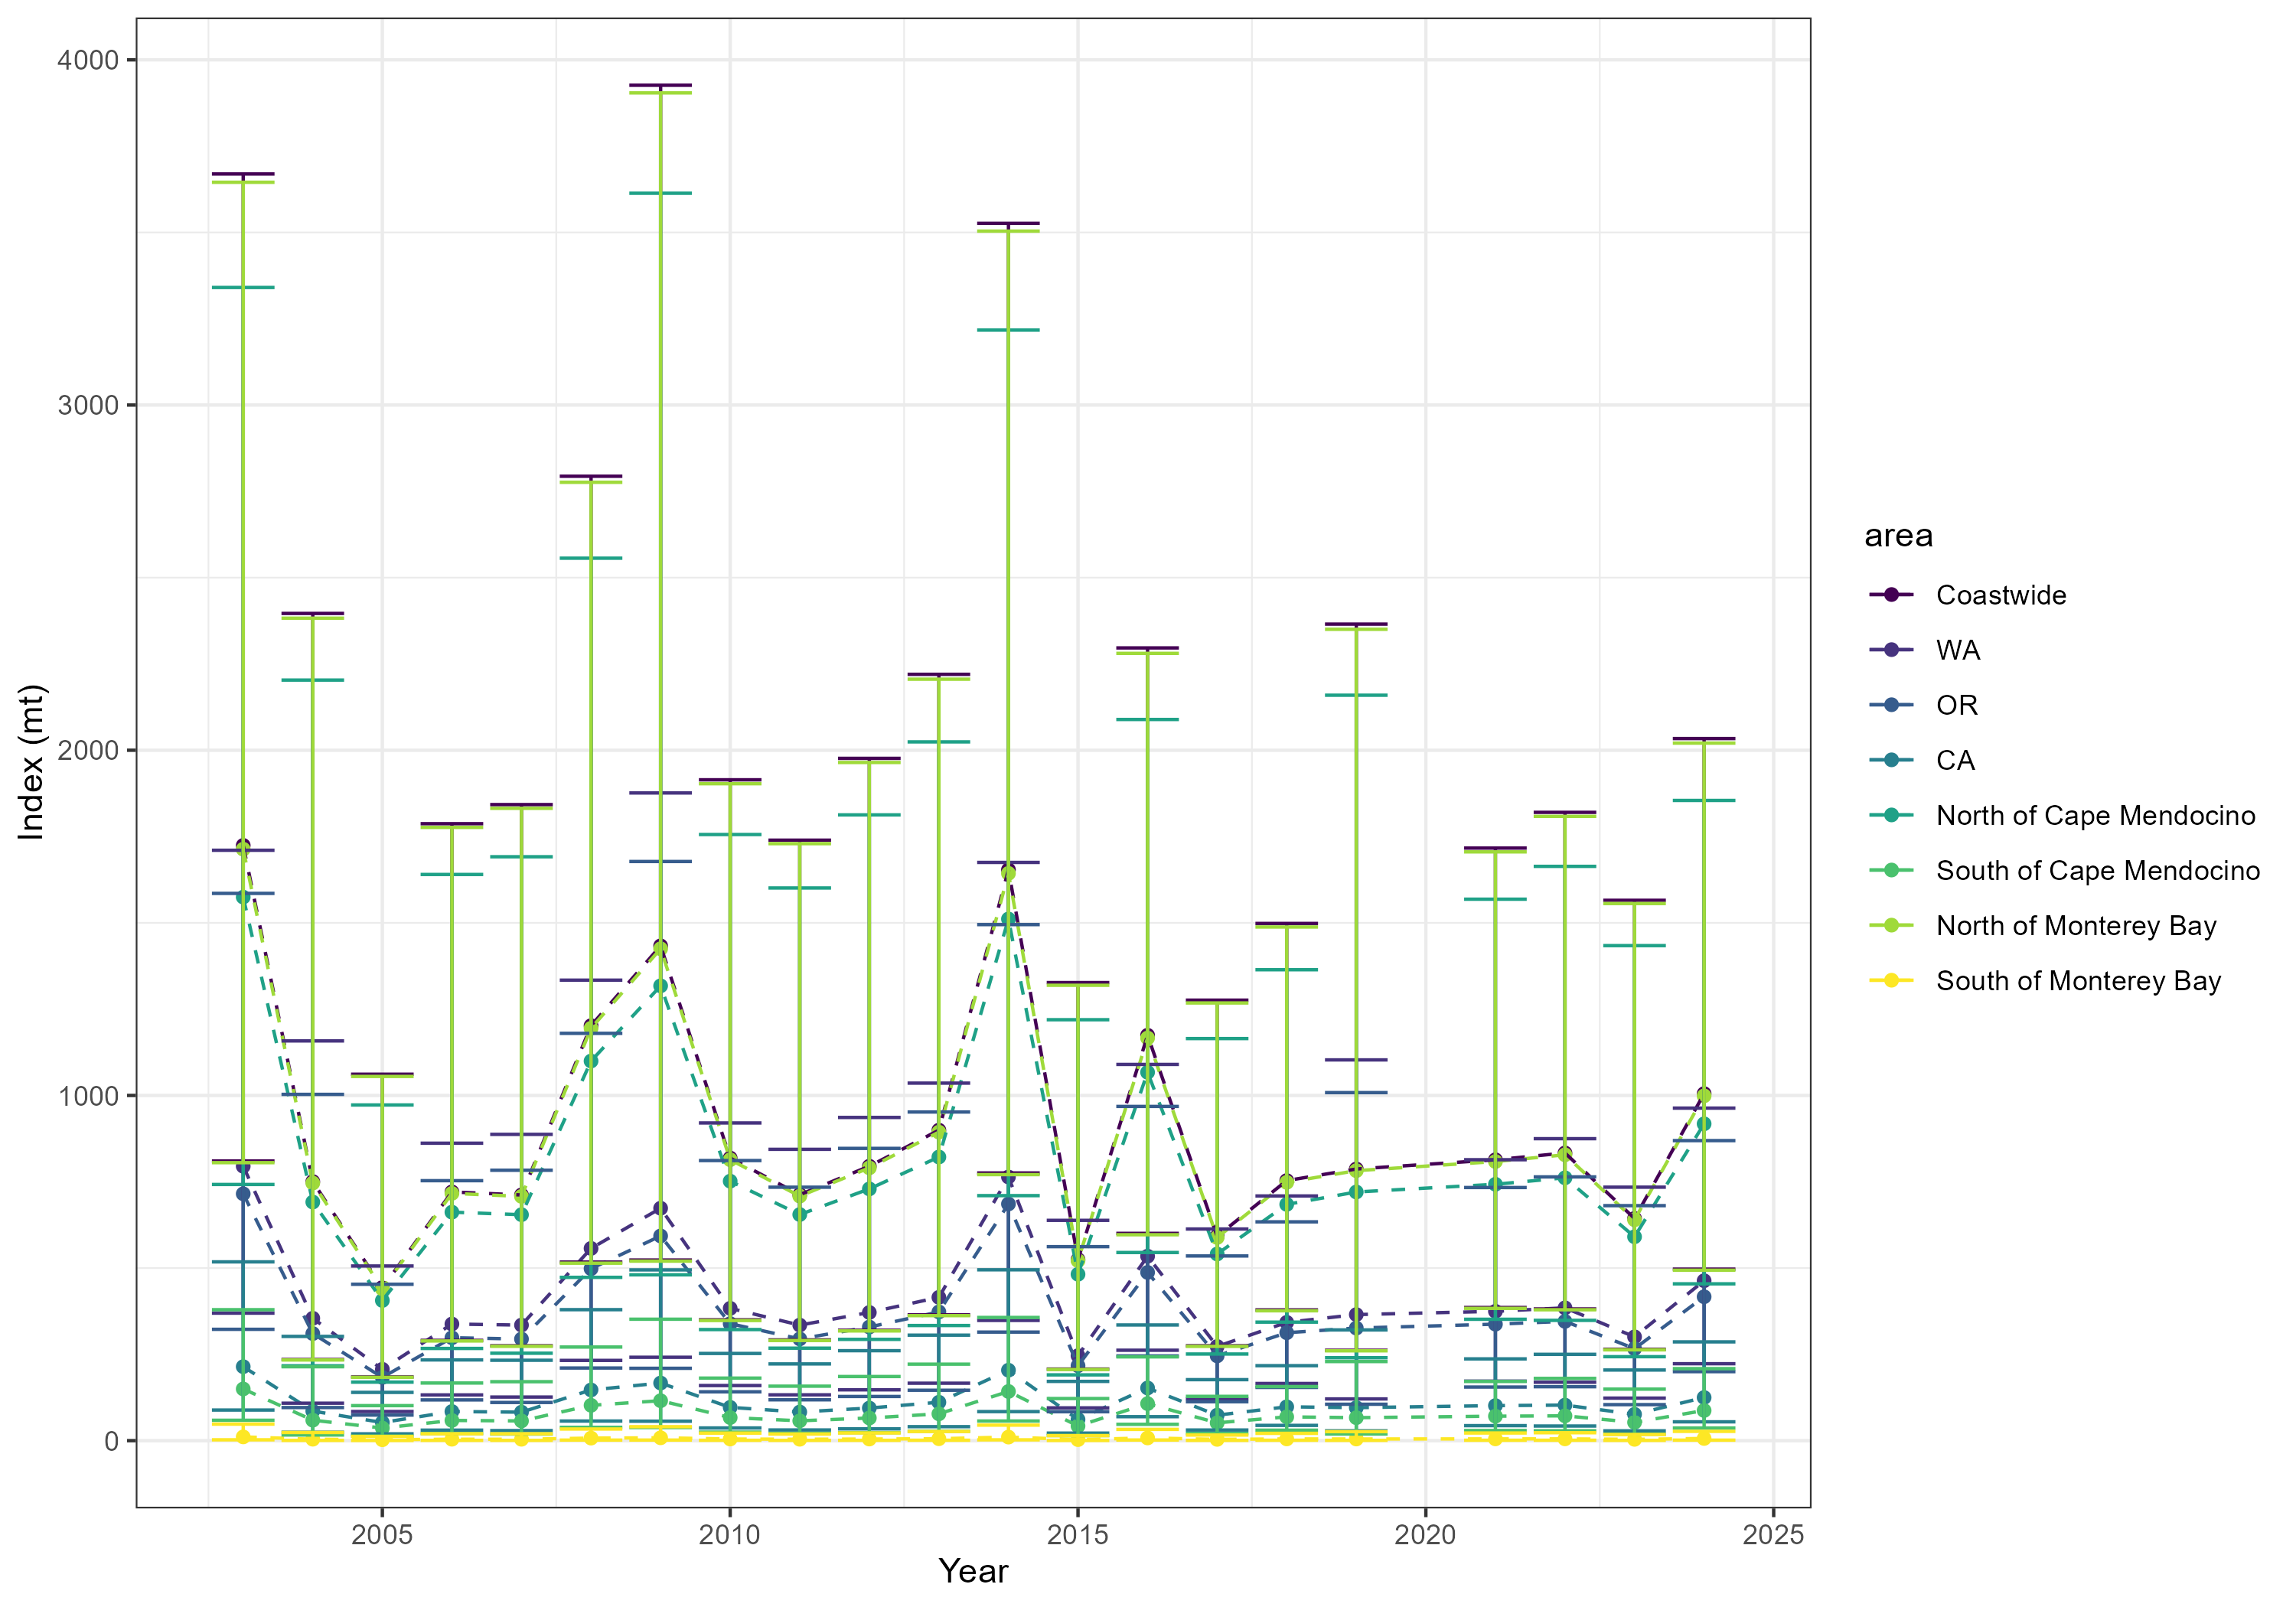 4000
3000
2000
1000
0
Index (mt)
2005
2010
2015
2020
2025
Year
area
Coastwide
WA
OR
CA
North of Cape Mendocino
South of Cape Mendocino
North of Monterey Bay
South of Monterey Bay